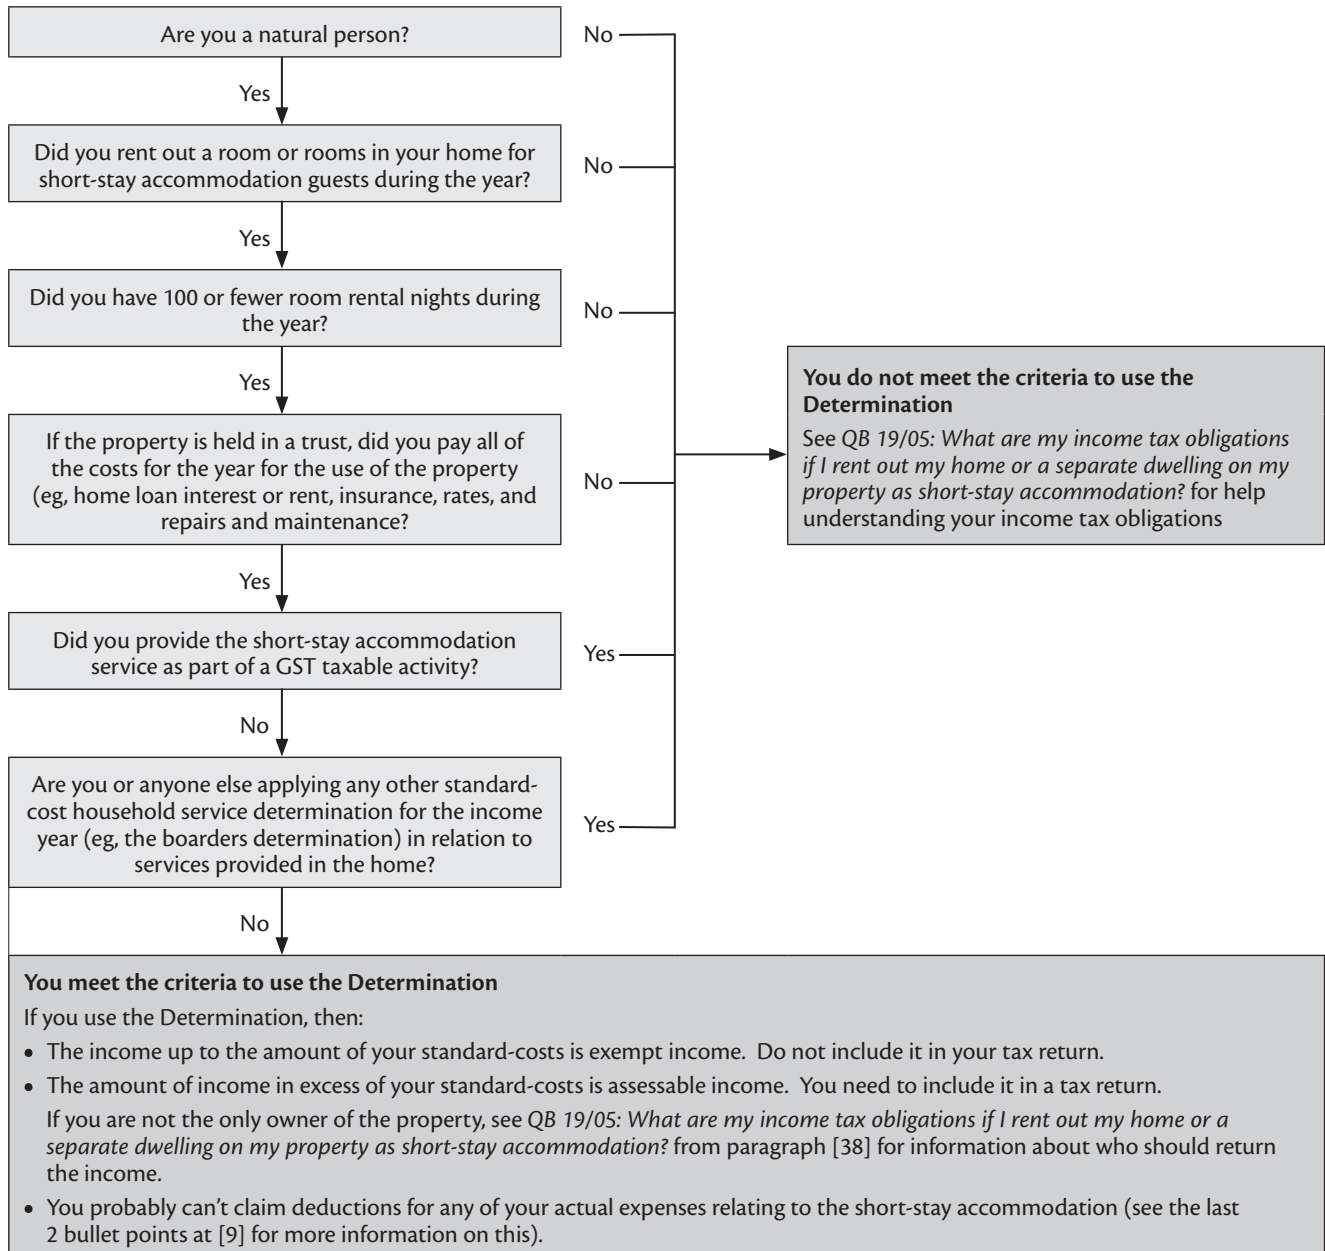 Are you a natural person?
No
Yes
Did you rent out a room or rooms in your home for
short-stay accommodation guests during the year?
No
Yes
Did you have 100 or fewer room rental nights during
the year?
No
Yes
If the property is held in a trust, did you pay all of
the costs for the year for the use of the property
(eg, home loan interest or rent, insurance, rates, and
repairs and maintenance?
No
Yes
Did you provide the short-stay accommodation
service as part of a GST taxable activity?
Yes
No
Are you or anyone else applying any other standard-
cost household service determination for the income
year (eg, the boarders determination) in relation to
services provided in the home?
Yes
No
You do not meet the criteria to use the
Determination
See QB 19/05: What are my income tax obligations
if I rent out my home or a separate dwelling on my
property as short-stay accommodation? for help
understanding your income tax obligations
You meet the criteria to use the Determination
If you use the Determination, then:
• The income up to the amount of your standard-costs is exempt income. Do not include it in your tax return.
• The amount of income in excess of your standard-costs is assessable income. You need to include it in a tax return.
If you are not the only owner of the property, see QB 19/05: What are my income tax obligations if I rent out my home or a
separate dwelling on my property as short-stay accommodation? from paragraph [38] for information about who should return
the income.
• You probably can't claim deductions for any of your actual expenses relating to the short-stay accommodation (see the last
2 bullet points at [9] for more information on this).